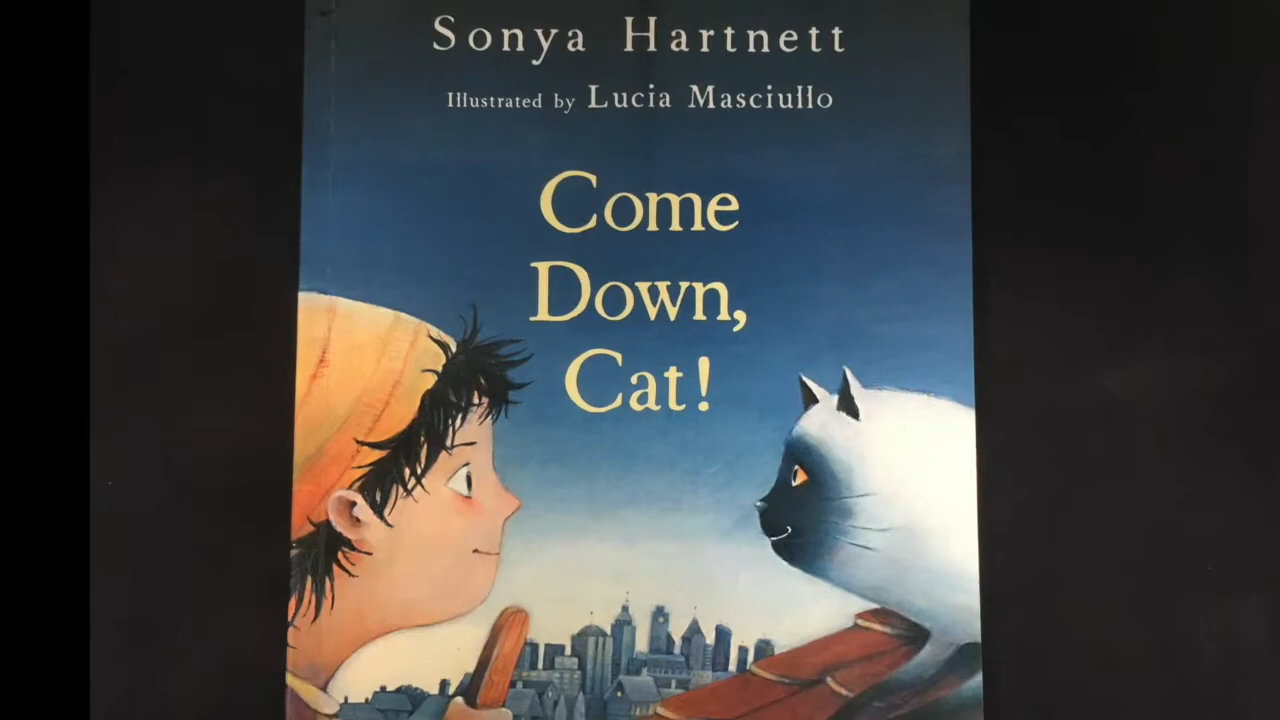 Sonya Hartnett
Illustrated by Lucia Masciullo
Come
Down,
Cat!